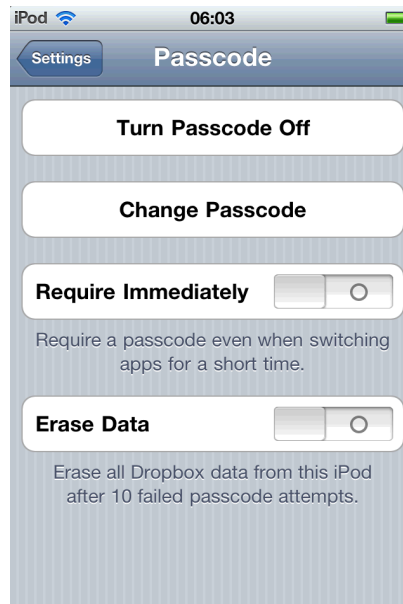 iPod 06:03
Settings Passcode
Turn Passcode Off
Change Passcode
Require Immediately
Require a passcode even when switching
apps for a short time.
Erase Data
Erase all Dropbox data from this iPod
after 10 failed passcode attempts.